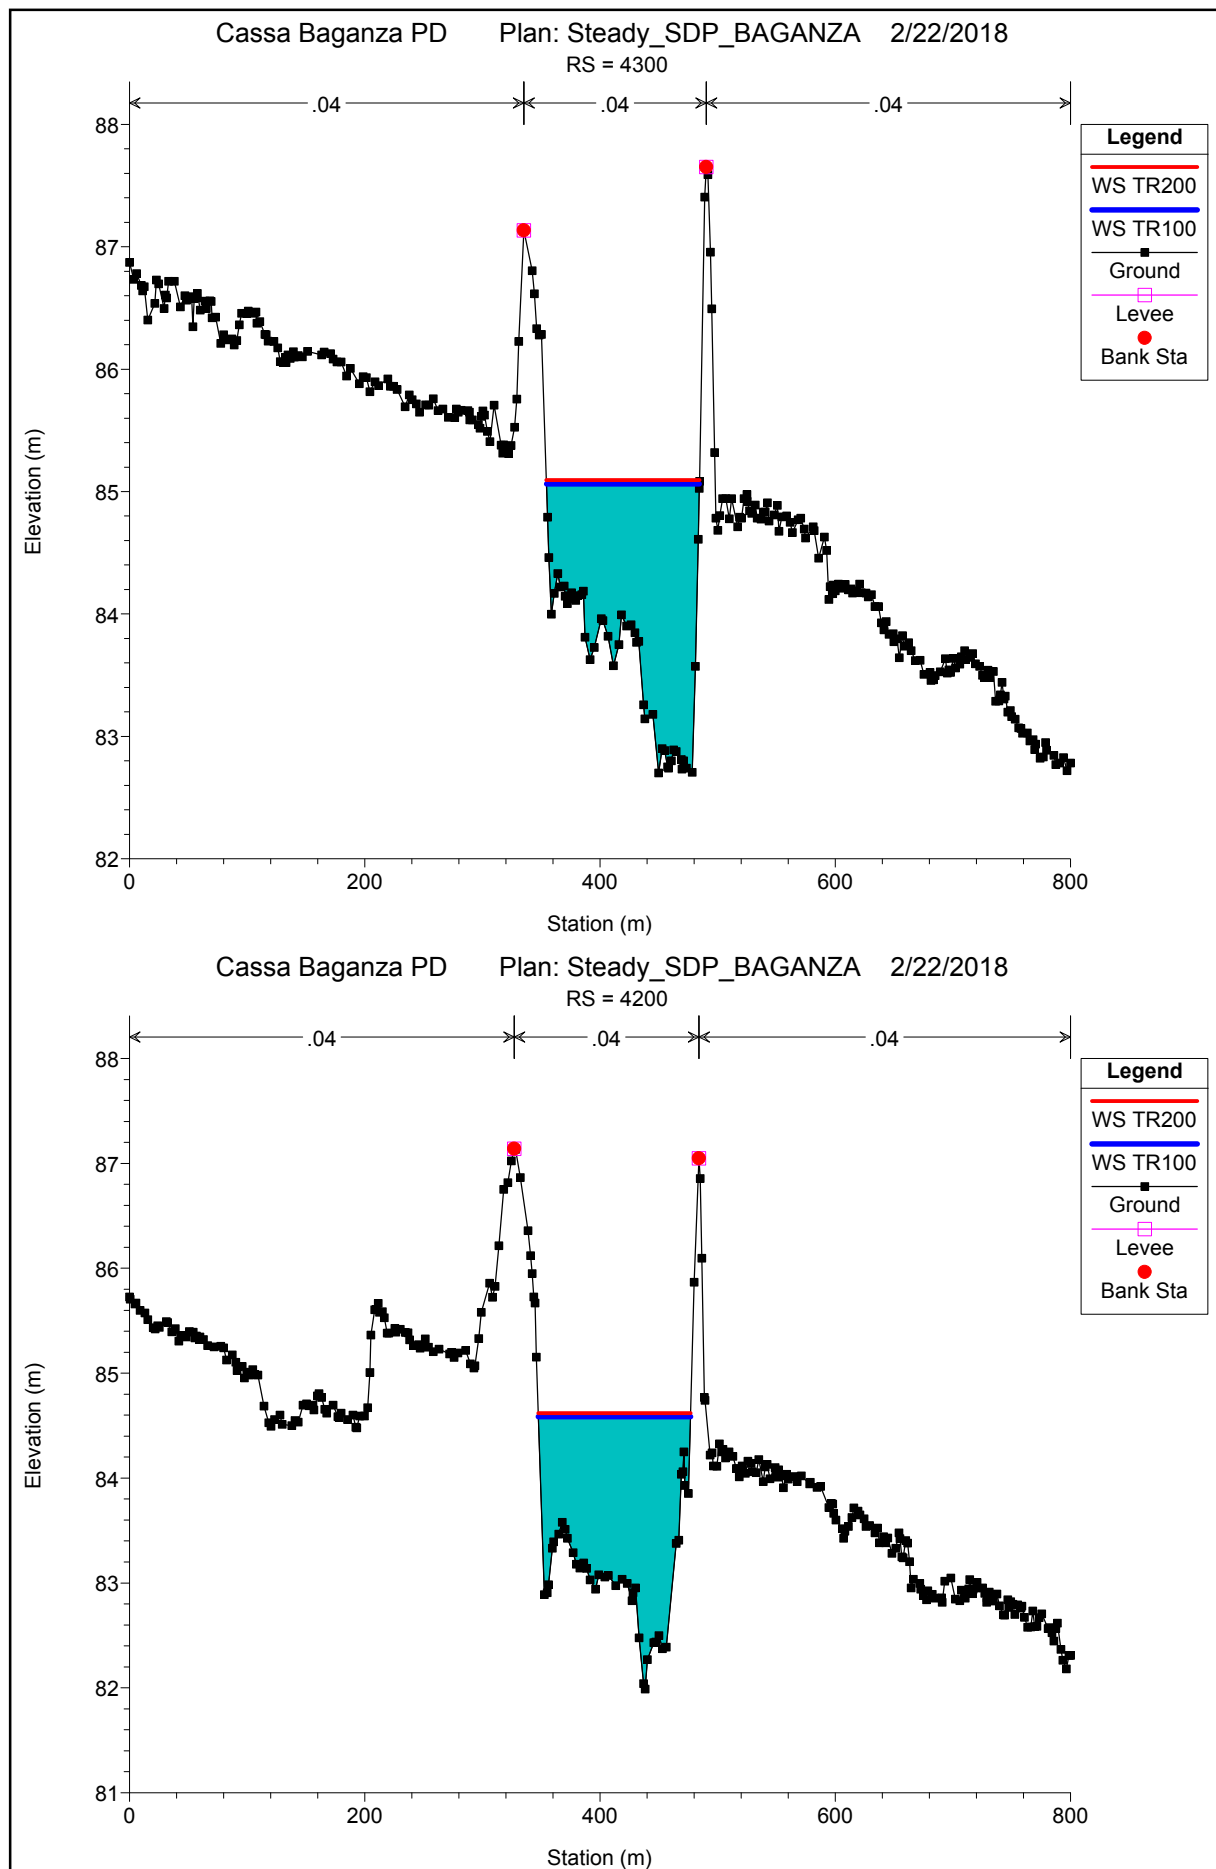 Cassa Baganza PD Plan: Steady_SDP_BAGANZA 2/22/2018
RS = 4300
.04 .04 .04
88
87
86
85
84
83
82
Elevation (m)
0 200 400 600 800
Station (m)
Legend
WS TR200
WS TR100
Ground
Levee
Bank Sta
Cassa Baganza PD Plan: Steady_SDP_BAGANZA 2/22/2018
RS = 4200
.04 .04 .04
88
87
86
85
84
83
82
81
Elevation (m)
0 200 400 600 800
Station (m)
Legend
WS TR200
WS TR100
Ground
Levee
Bank Sta